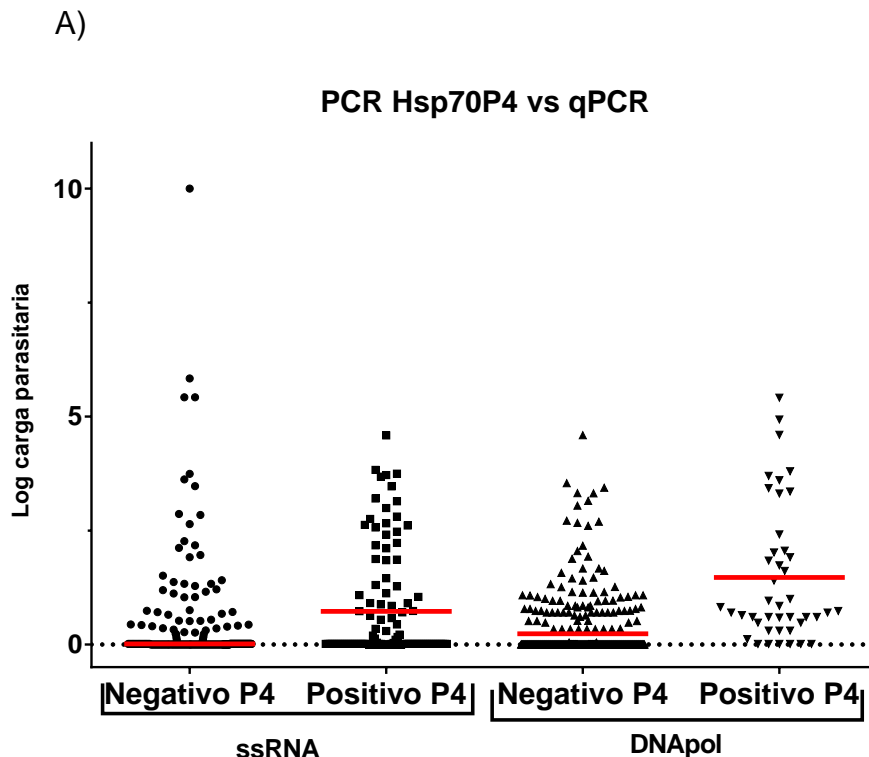 A)
PCR Hsp70P4 vs qPCR
Log carga parasitaria
10
5
0
Negativo P4 Positivo P4 Negativo P4 Positivo P4
ssRNA DNApol